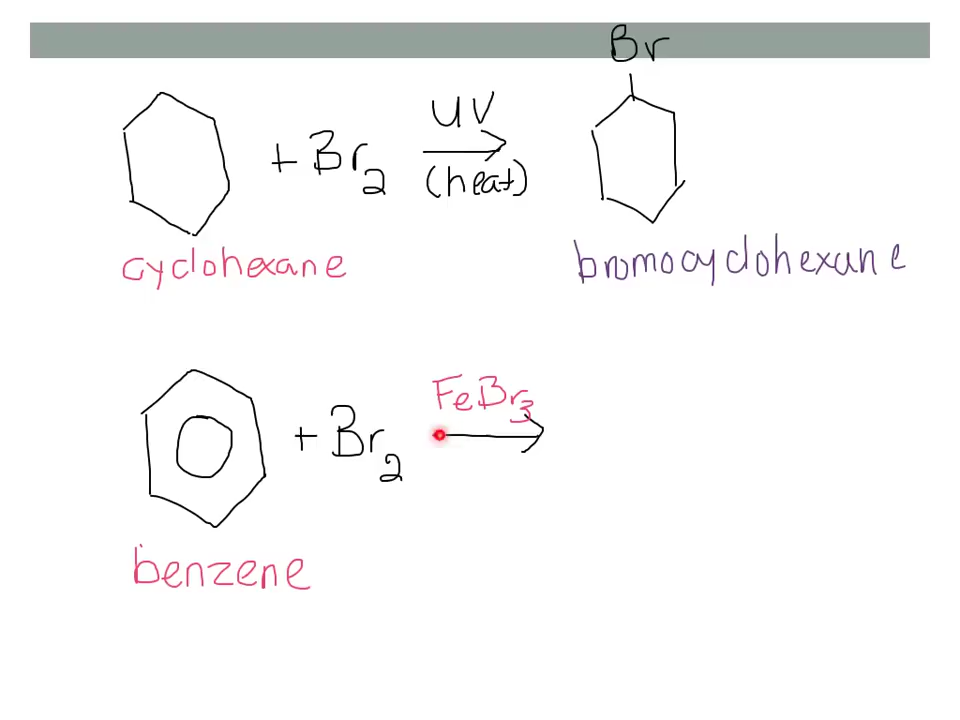 Br
+ Br2 UV
(heat)
cyclohexane bromocyclohexane
FeBr3
+ Br2
benzene